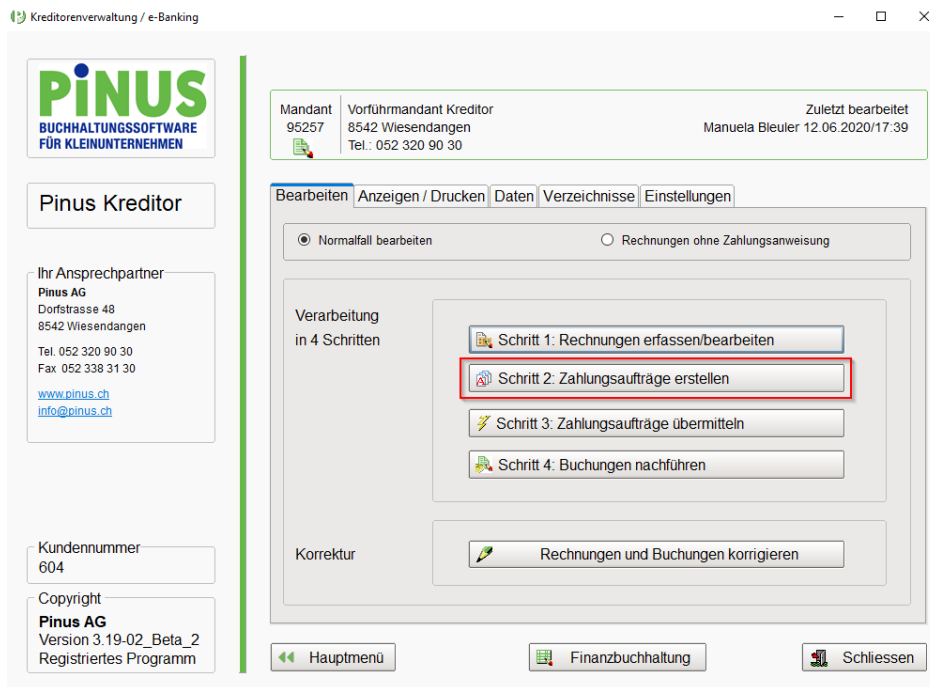 Kreditorenverwaltung / e-Banking
PiNUS
BUCHHALTUNGSSOFTWARE
FÜR KLEINUNTERNEHMEN
Pinus Kreditor
Ihr Ansprechpartner
Pinus AG
Dorfstrasse 48
8542 Wiesendangen
Tel. 052 320 90 30
Fax 052 338 31 30
www.pinus.ch
info@pinus.ch
Kundennummer
604
Copyright
Pinus AG
Version 3.19-02_Beta_2
Registriertes Programm
Mandant Vorführmandant Kreditor Zuletzt bearbeitet
95257 8542 Wiesendangen Manuela Bleuler 12.06.2020/17:39
Tel.: 052 320 90 30
Bearbeiten Anzeigen / Drucken Daten Verzeichnisse Einstellungen
Normalfall bearbeiten Rechnungen ohne Zahlungsanweisung
Verarbeitung
in 4 Schritten
Schritt 1: Rechnungen erfassen/bearbeiten
Schritt 2: Zahlungsaufträge erstellen
Schritt 3: Zahlungsaufträge übermitteln
Schritt 4: Buchungen nachführen
Korrektur
Rechnungen und Buchungen korrigieren
Hauptmenü Finanzbuchhaltung Schliessen